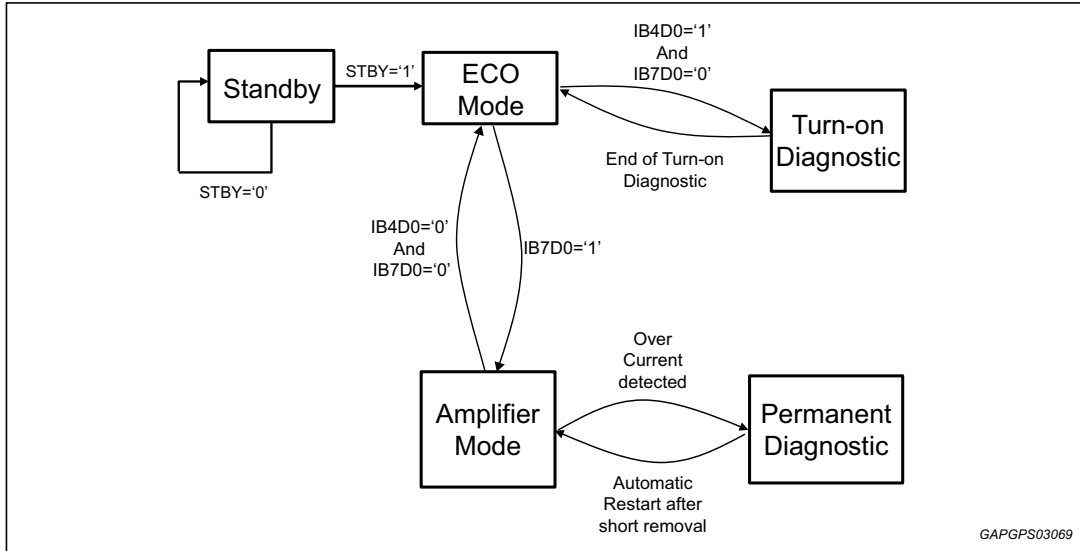 Standby
STBY=‘1’
STBY=‘0’
ECO
Mode
IB4D0=‘1’
And
IB7D0=‘0’
End of Turn-on
Diagnostic
Turn-on
Diagnostic
IB4D0=‘0’
And
IB7D0=‘0’
IB7D0=‘1’
Amplifier
Mode
Over
Current
detected
Automatic
Restart after
short removal
Permanent
Diagnostic
GAPGPS03069